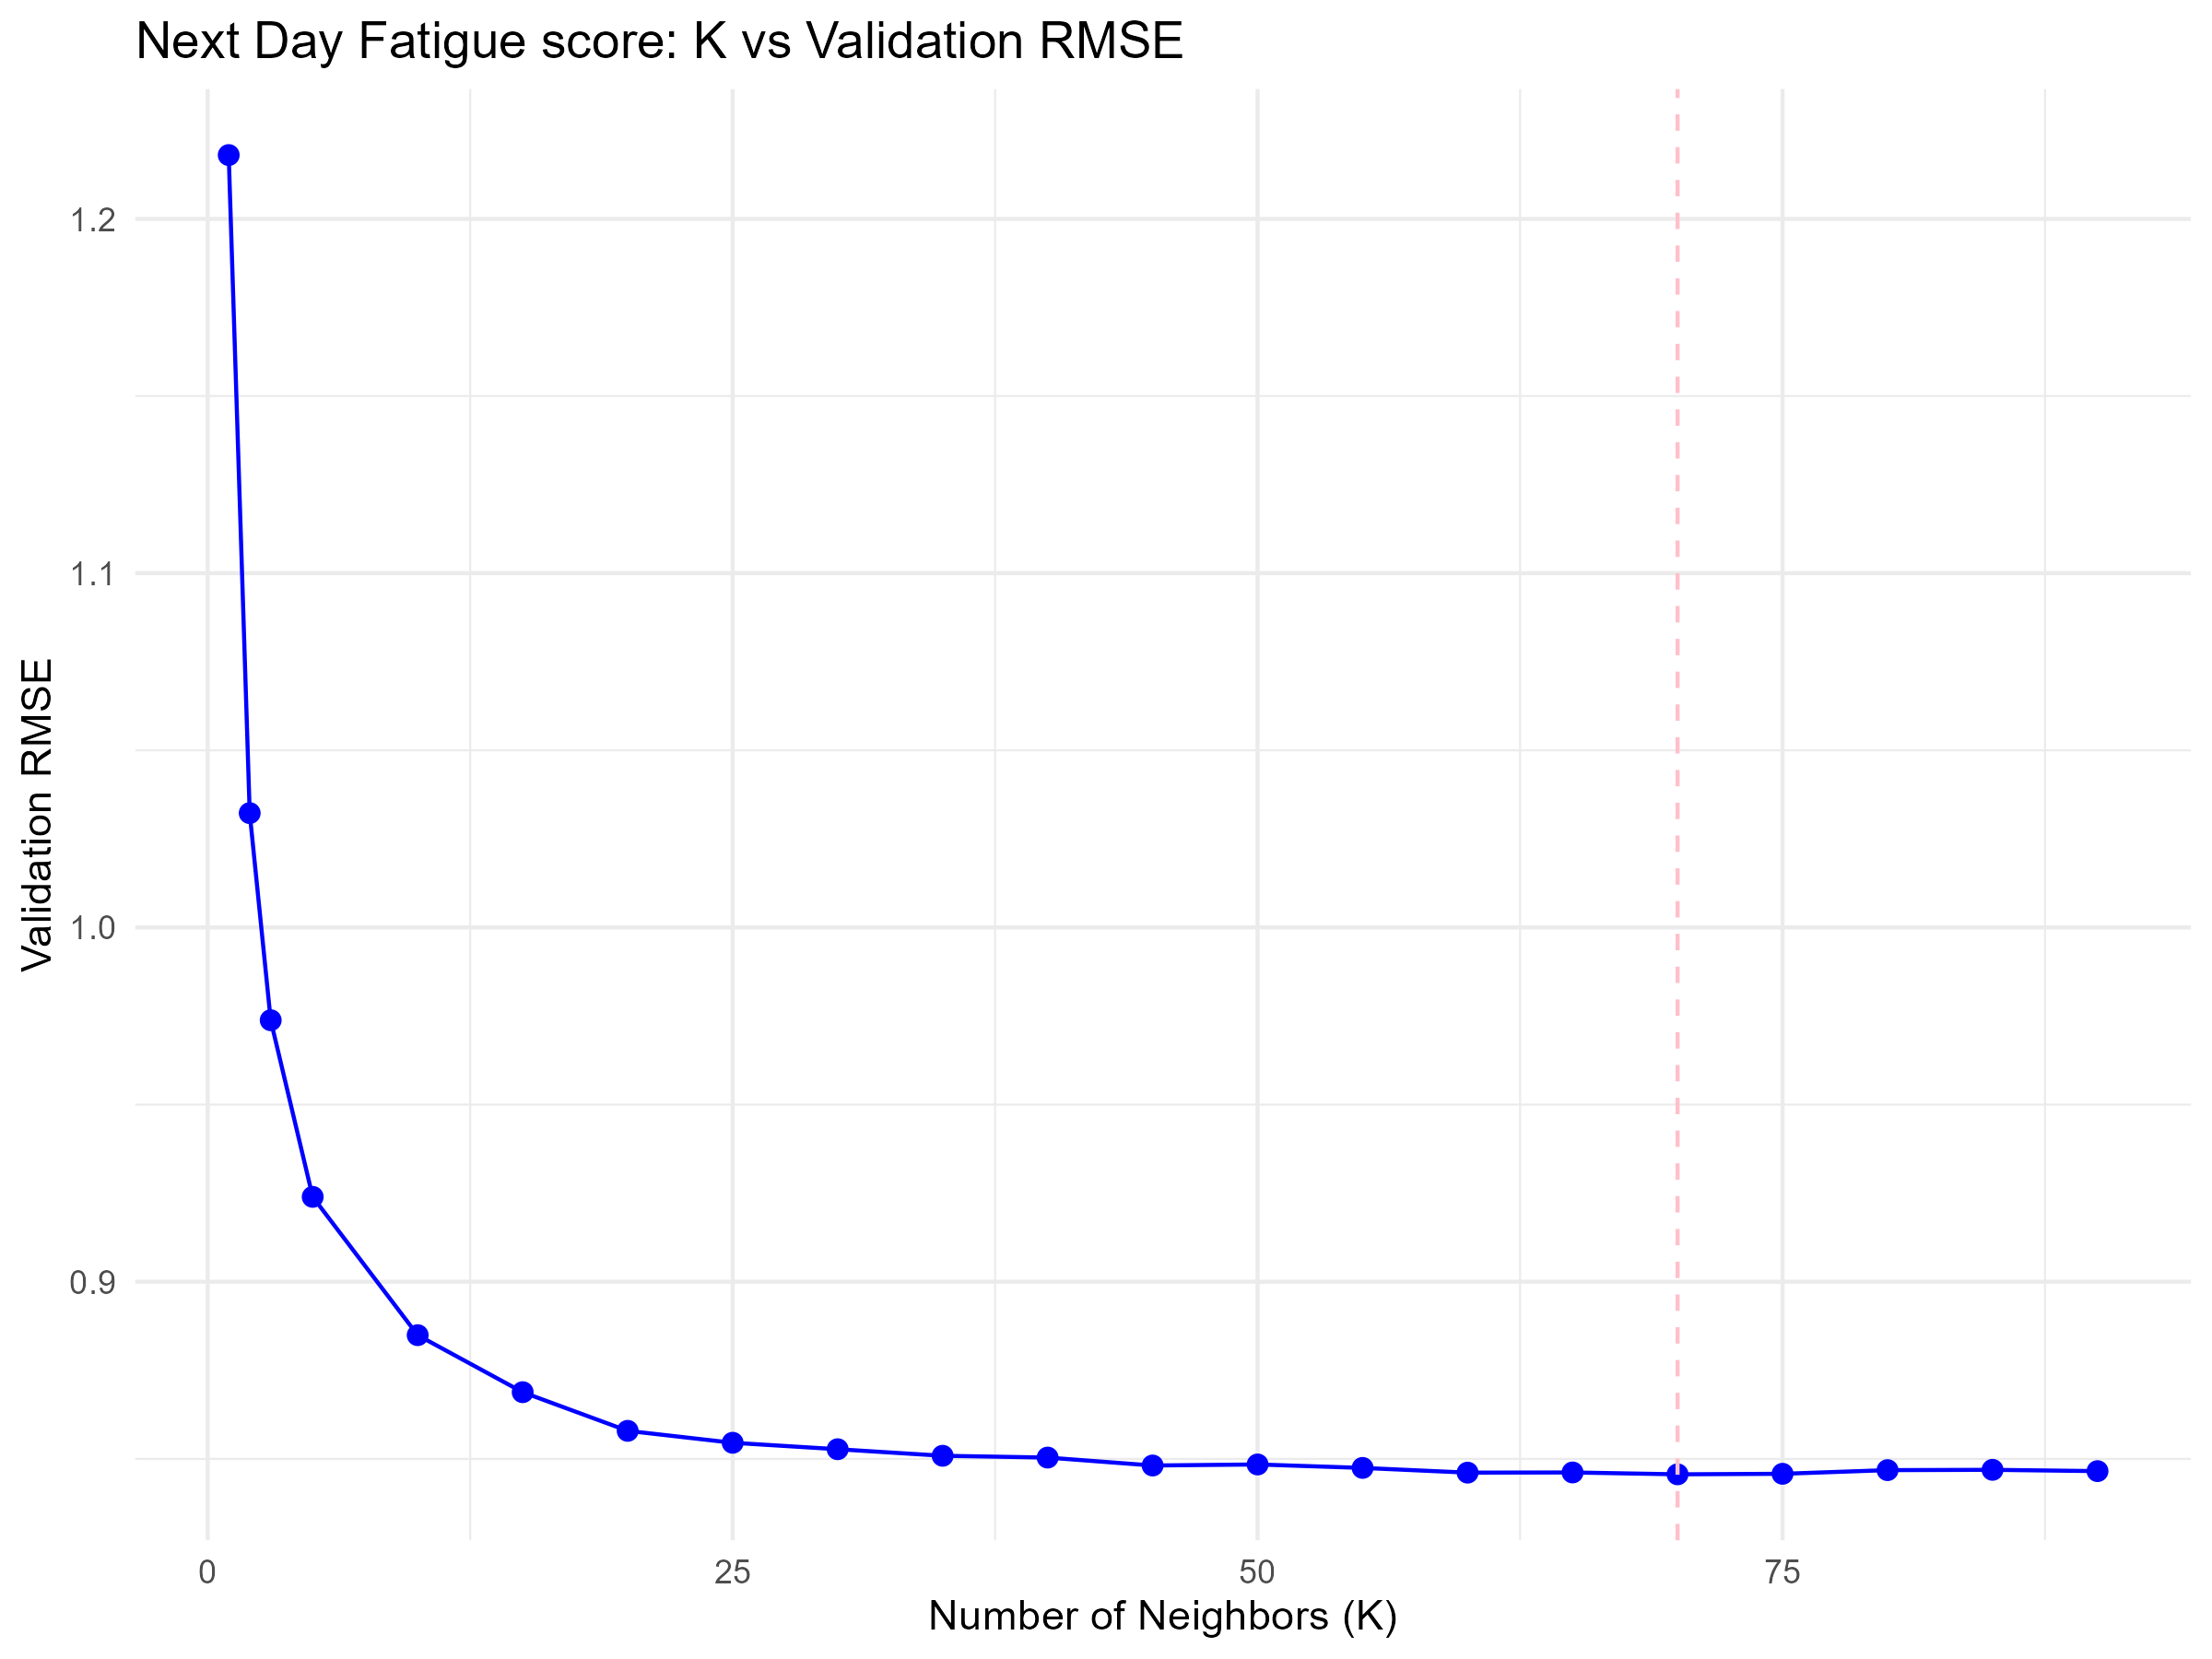 Next Day Fatigue score: K vs Validation RMSE
Validation RMSE
1.2
1.1
1.0
0.9
0
25
50
75
Number of Neighbors (K)